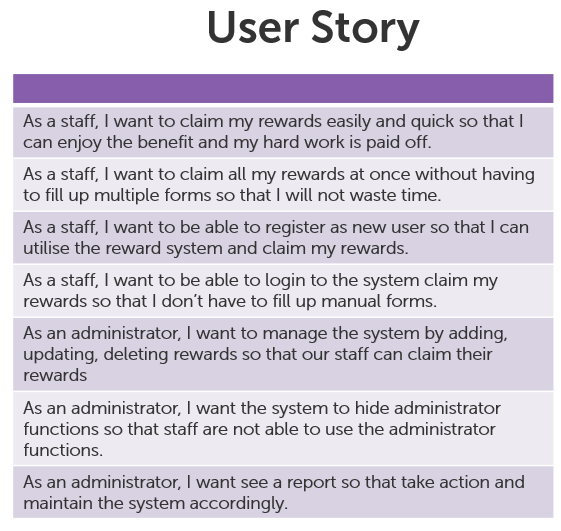 User Story
As a staff, I want to claim my rewards easily and quick so that I
can enjoy the benefit and my hard work is paid off.
As a staff, I want to claim all my rewards at once without having
to fill up multiple forms so that I will not waste time.
As a staff, I want to be able to register as new user so that I can
utilise the reward system and claim my rewards.
As a staff, I want to be able to login to the system claim my
rewards so that I don’t have to fill up manual forms.
As an administrator, I want to manage the system by adding,
updating, deleting rewards so that our staff can claim their
rewards
As an administrator, I want the system to hide administrator
functions so that staff are not able to use the administrator
functions.
As an administrator, I want see a report so that take action and
maintain the system accordingly.